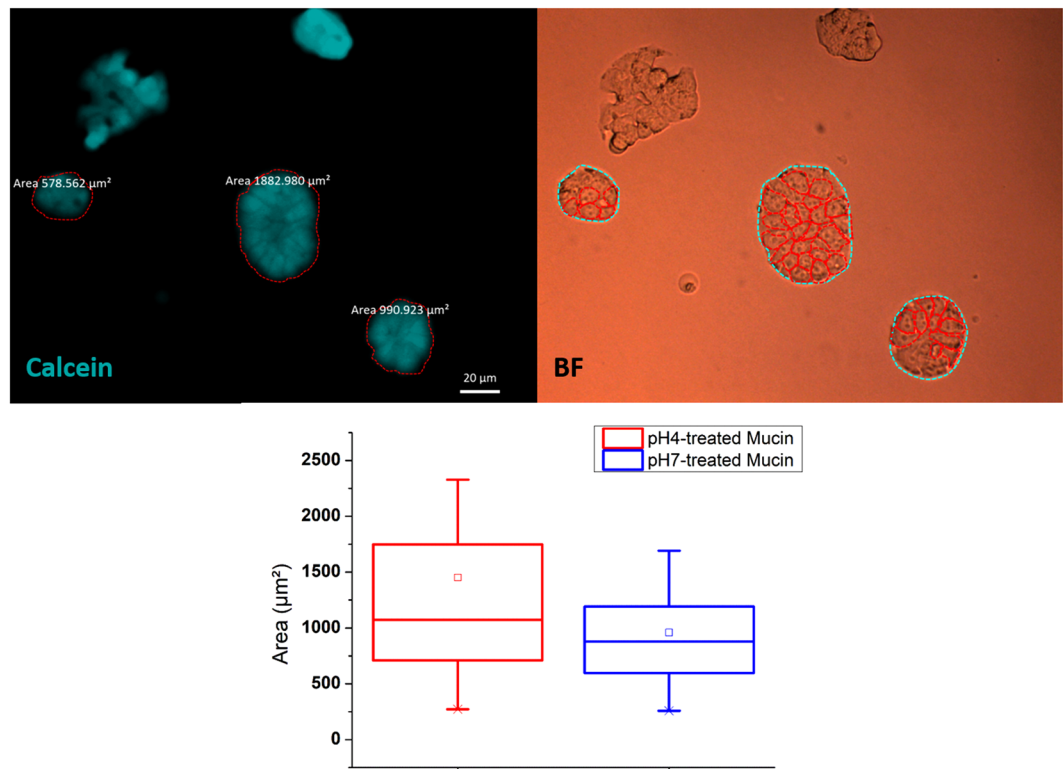 Area 578.562 µm²
Area 1882.980 µm²
Area 990.923 µm²
Calcein
20 µm
BF
pH4-treated Mucin
pH7-treated Mucin
2500
2000
1500
1000
500
0
Area (µm²)